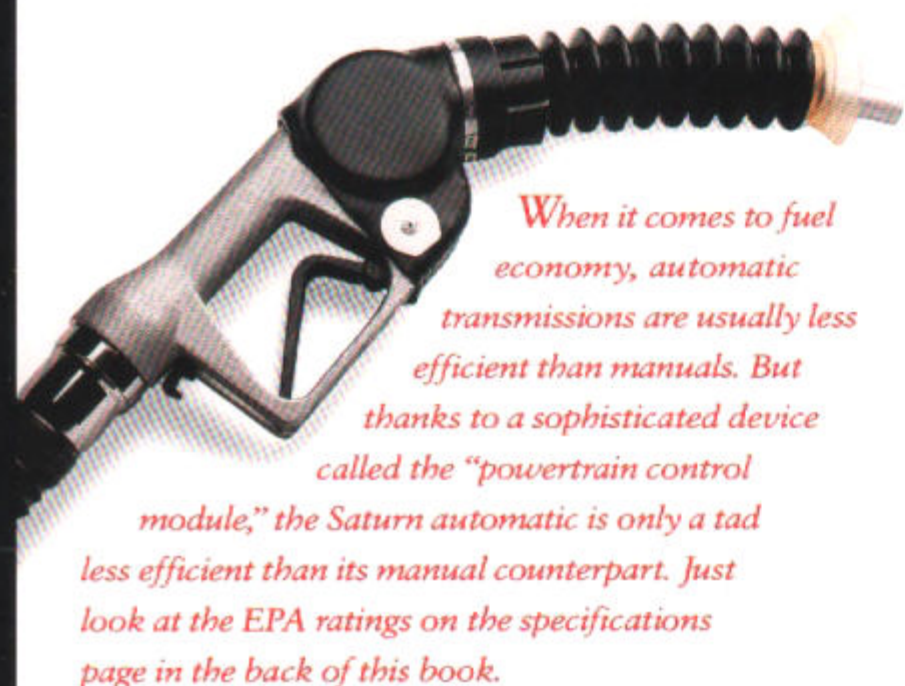 When it comes to fuel
economy, automatic
transmissions are usually less
efficient than manuals. But
thanks to a sophisticated device
called the “powertrain control
module,” the Saturn automatic is only a tad
less efficient than its manual counterpart. Just
look at the EPA ratings on the specifications
page in the back of this book.